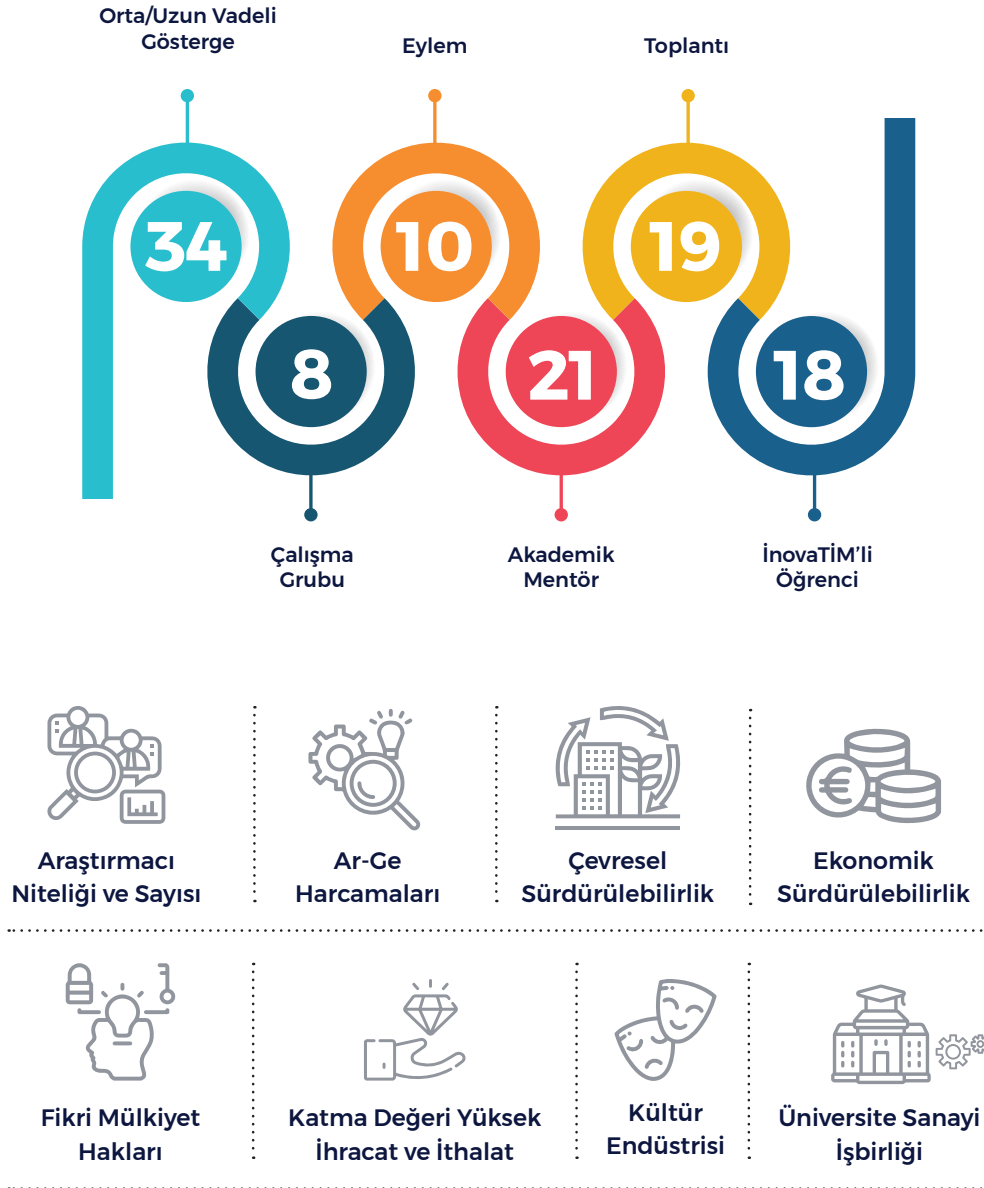 Orta/Uzun Vadeli
Gösterge
Eylem
Toplantı
34
10
19
8
21
18
Çalışma
Grubu
Akademik
Mentör
İnovaTİM’li
Öğrenci
Araştırmacı
Niteliği ve Sayısı
Ar-Ge
Harcamaları
Çevresel
Sürdürülebilirlik
Ekonomik
Sürdürülebilirlik
Fikri Mülkiyet
Hakları
Katma Değeri Yüksek
İhracat ve İthalat
Kültür
Endüstrisi
Üniversite Sanayi
İşbirliği